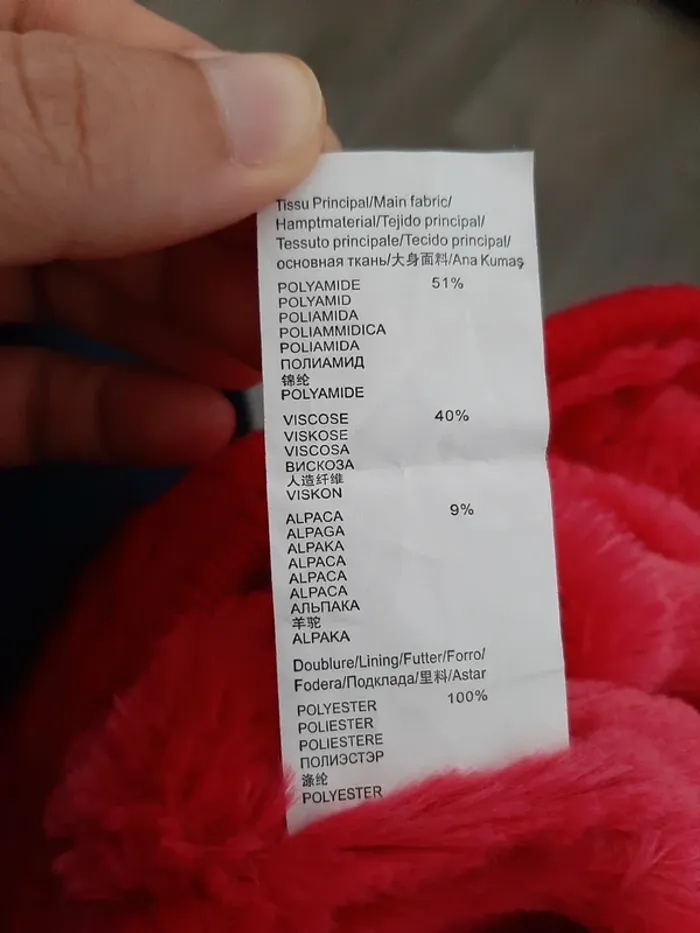 Tissu Principal/Main fabric/
Hamptmaterial/Tejido principal/
Tessuto principale/Tecido principal/
основная ткань/大身面料/Ana Kumaş
POLYAMIDE 51%
POLYAMID
POLIAMIDA
POLIAMMIDICA
POLIAMIDA
ПОЛИАМИД
锦纶
POLYAMIDE
VISCOSE 40%
VISKOSE
VISCOSA
ВИСКОЗА
人造纤维
VISKON
ALPACA 9%
ALPAGA
ALPAKA
ALPACA
ALPACA
ALPACA
АЛЬПАКА
羊驼
ALPAKA
Doublure/Lining/Futter/Forro/
Fodera/Подклада/里料/Astar
POLYESTER 100%
POLIESTER
POLIESTERE
ПОЛИЭСТЭР
涤纶
POLYESTER